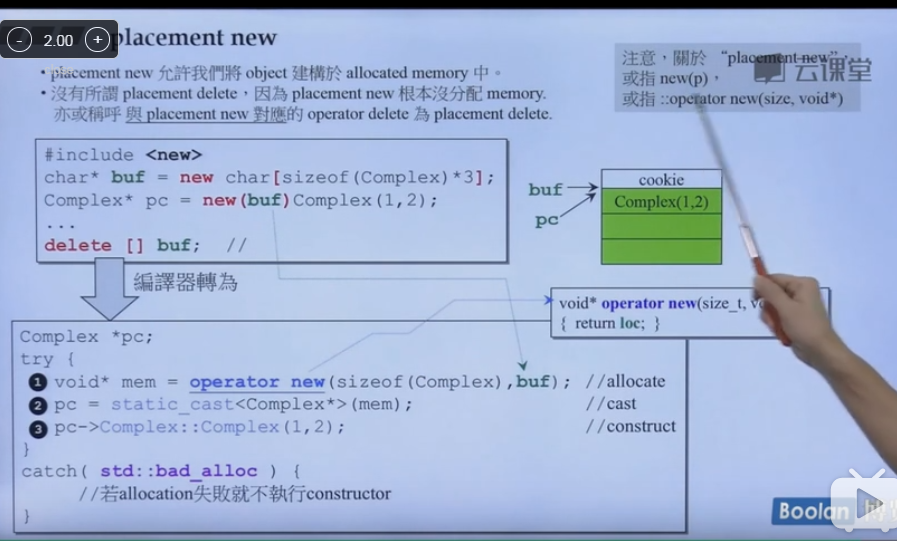 2.00
placement new
• placement new 允許我們將 object 建構於 allocated memory 中。
• 沒有所謂 placement delete，因為 placement new 根本沒分配 memory.
亦或稱呼 與 placement new 對應的 operator delete 為 placement delete.
注意，關於 "placement new"
或指 new(p)，
或指 ::operator new(size, void*)
云课堂
#include <new>
char* buf = new char[sizeof(Complex)*3];
Complex* pc = new(buf)Complex(1,2);
...
delete [] buf; //
buf
pc
cookie
Complex(1,2)
編譯器轉為
void* operator new(size_t,
{ return loc; }
Complex *pc;
try {
1 void* mem = operator new(sizeof(Complex),buf); //allocate
2 pc = static_cast<Complex*>(mem); //cast
3 pc->Complex::Complex(1,2); //construct
}
catch( std::bad_alloc ) {
//若allocation失敗就不執行constructor
}
Boolan